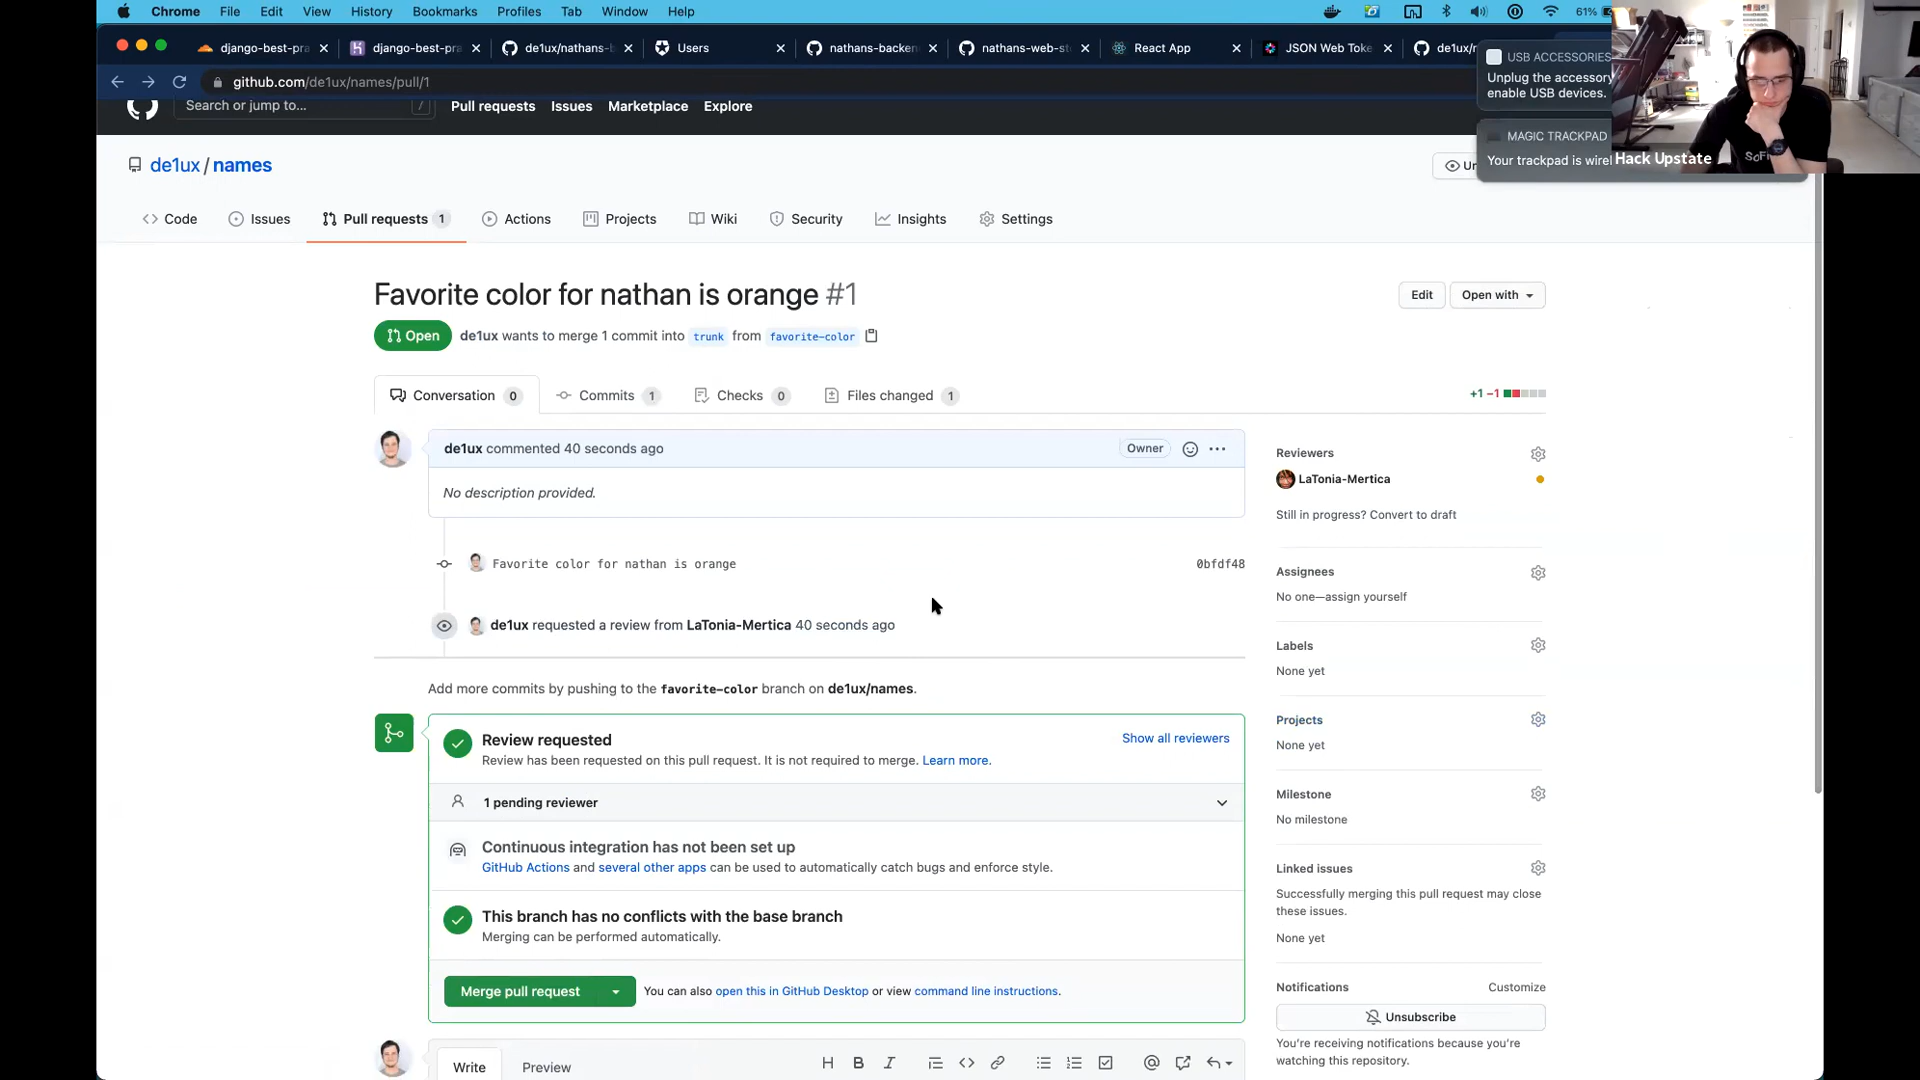 Chrome File Edit View History Bookmarks Profiles Tab Window Help 61%
django-best-pra django-best-pra de1ux/nathans-b Users nathans-backen nathans-web-st React App JSON Web Toke de1ux/n
github.com/de1ux/names/pull/1
USB ACCESSORIES
Unplug the accessory
enable USB devices.
MAGIC TRACKPAD
Your trackpad is wirel
Hack Upstate
SoFi
Search or jump to... /
Pull requests Issues Marketplace Explore
de1ux / names
Un
Code Issues Pull requests 1 Actions Projects Wiki Security Insights Settings
Favorite color for nathan is orange #1
Edit Open with
Open de1ux wants to merge 1 commit into trunk from favorite-color
Conversation 0 Commits 1 Checks 0 Files changed 1 +1 −1
de1ux commented 40 seconds ago Owner
No description provided.
Favorite color for nathan is orange 0bfdf48
de1ux requested a review from LaTonia-Mertica 40 seconds ago
Add more commits by pushing to the favorite-color branch on de1ux/names.
Review requested Show all reviewers
Review has been requested on this pull request. It is not required to merge. Learn more.
1 pending reviewer
Continuous integration has not been set up
GitHub Actions and several other apps can be used to automatically catch bugs and enforce style.
This branch has no conflicts with the base branch
Merging can be performed automatically.
Merge pull request You can also open this in GitHub Desktop or view command line instructions.
Write Preview H B I @
Reviewers
LaTonia-Mertica
Still in progress? Convert to draft
Assignees
No one—assign yourself
Labels
None yet
Projects
None yet
Milestone
No milestone
Linked issues
Successfully merging this pull request may close
these issues.
None yet
Notifications Customize
Unsubscribe
You're receiving notifications because you're
watching this repository.